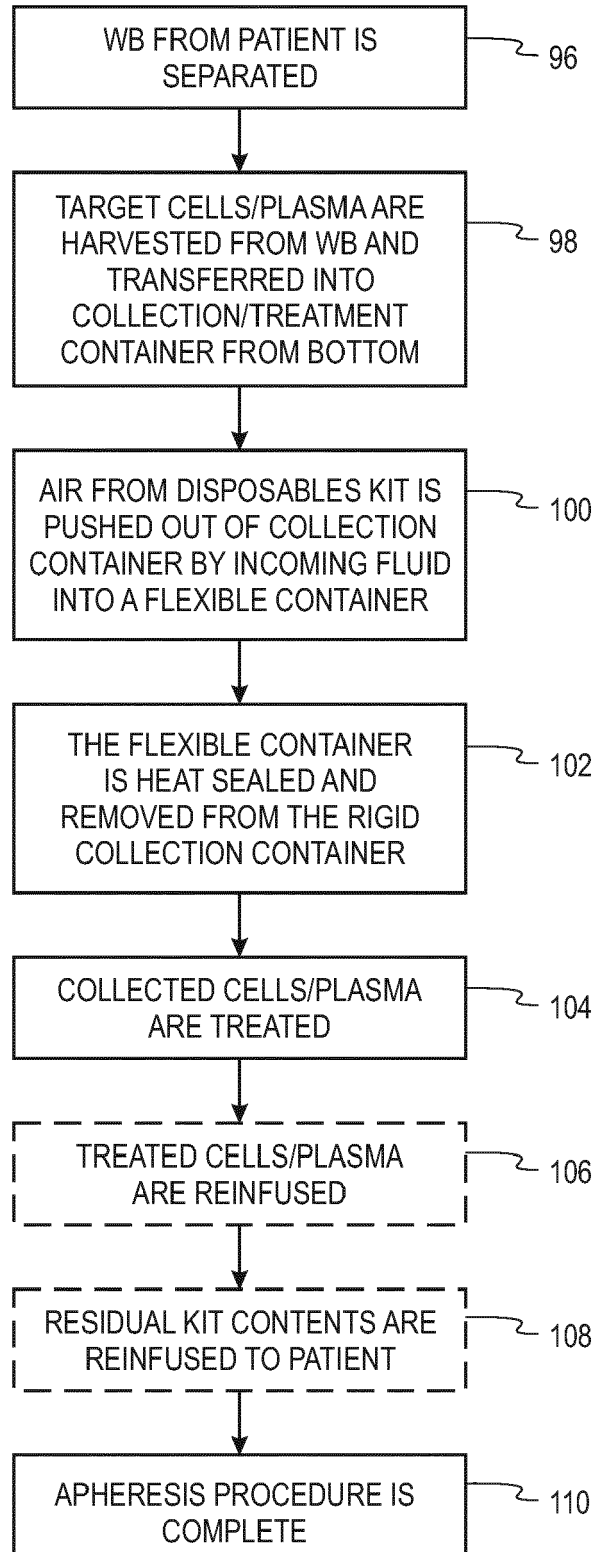 WB FROM PATIENT IS
SEPARATED
96
TARGET CELLS/PLASMA ARE
HARVESTED FROM WB AND
TRANSFERRED INTO
COLLECTION/TREATMENT
CONTAINER FROM BOTTOM
98
AIR FROM DISPOSABLES KIT IS
PUSHED OUT OF COLLECTION
CONTAINER BY INCOMING FLUID
INTO A FLEXIBLE CONTAINER
100
THE FLEXIBLE CONTAINER
IS HEAT SEALED AND
REMOVED FROM THE RIGID
COLLECTION CONTAINER
102
COLLECTED CELLS/PLASMA
ARE TREATED
104
TREATED CELLS/PLASMA
ARE REINFUSED
106
RESIDUAL KIT CONTENTS ARE
REINFUSED TO PATIENT
108
APHERESIS PROCEDURE IS
COMPLETE
110